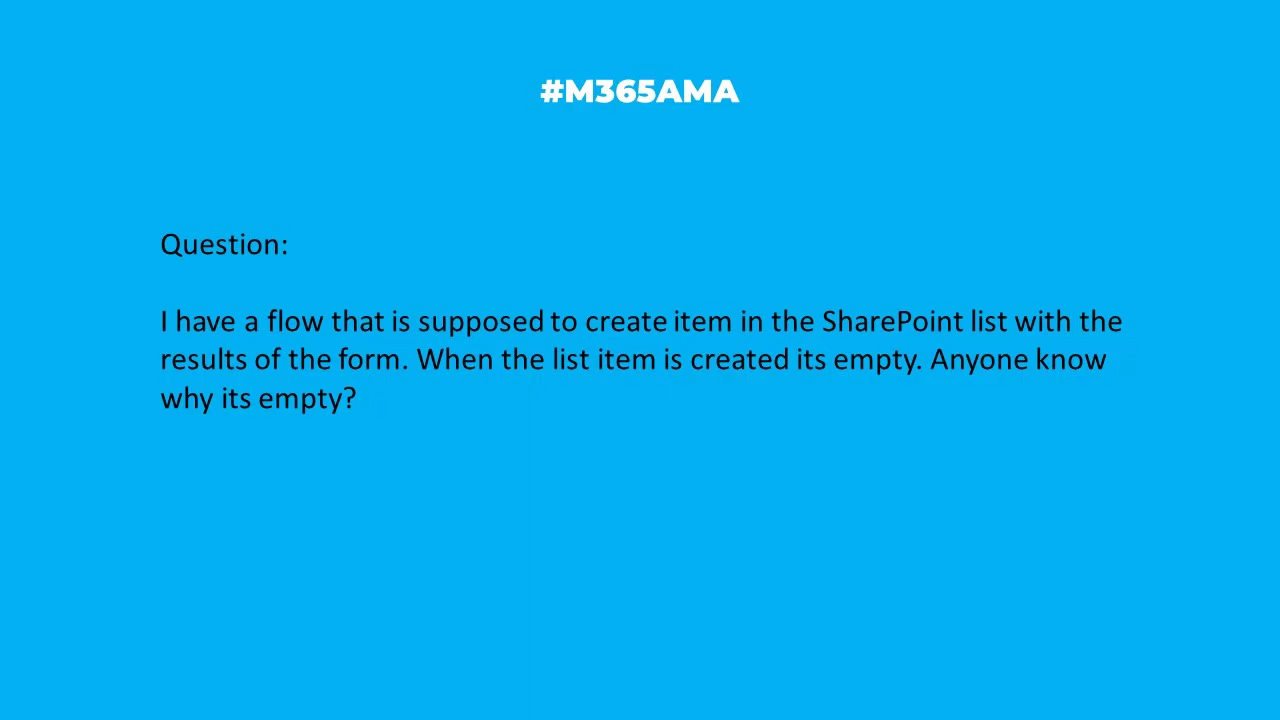 #M365AMA
Question:
I have a flow that is supposed to create item in the SharePoint list with the
results of the form. When the list item is created its empty. Anyone know
why its empty?